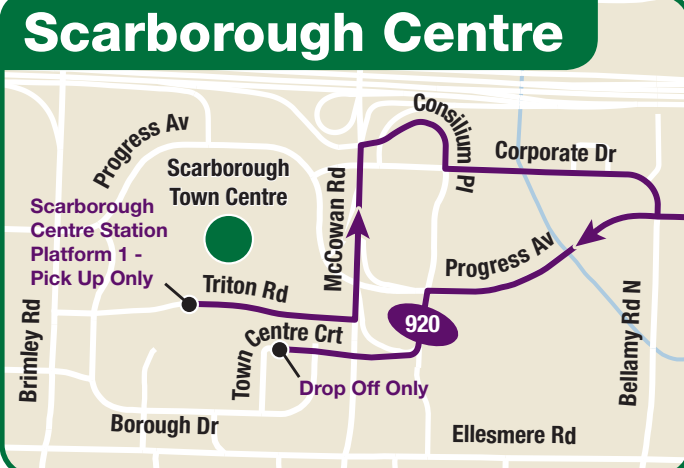 Scarborough Centre
Consilium Pl
Progress Av
Corporate Dr
Scarborough
Town Centre
Scarborough
Centre Station
Platform 1 -
Pick Up Only
McCowan Rd
Triton Rd
Progress Av
920
Town Centre Crt
Drop Off Only
Brimley Rd
Bellamy Rd N
Borough Dr
Ellesmere Rd